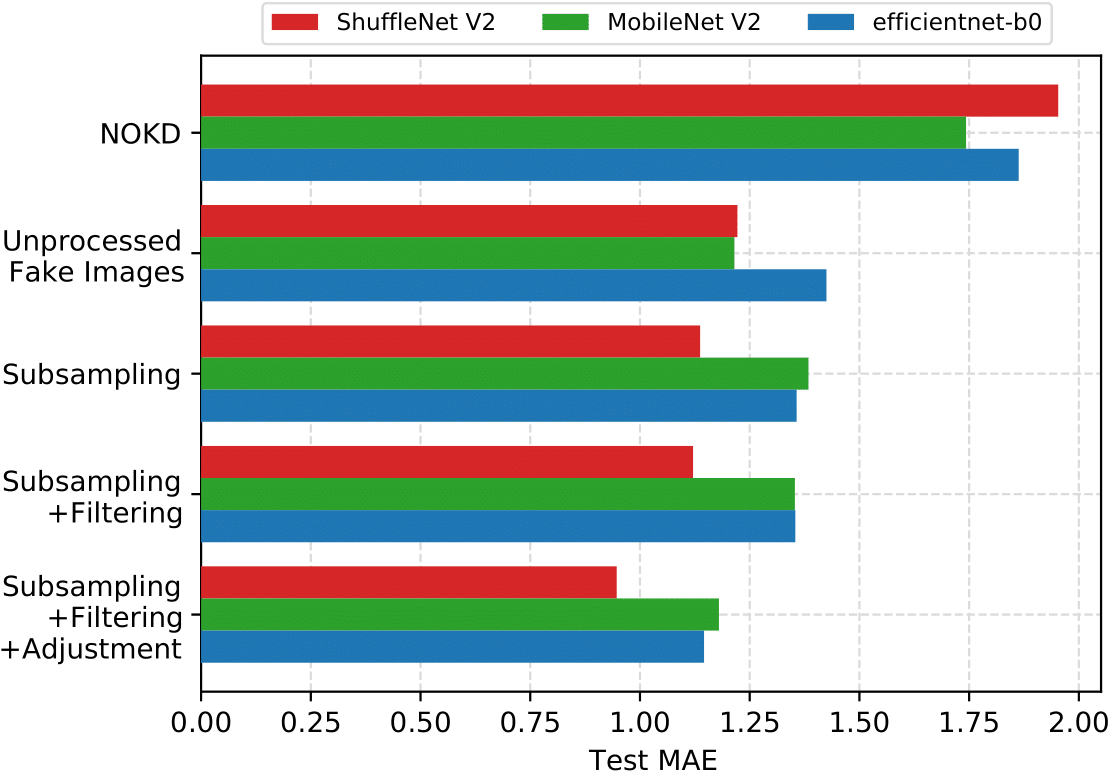 ShuffleNet V2 MobileNet V2 efficientnet-b0
NOKD
Unprocessed
Fake Images
Subsampling
Subsampling
+Filtering
Subsampling
+Filtering
+Adjustment
0.00 0.25 0.50 0.75 1.00 1.25 1.50 1.75 2.00
Test MAE